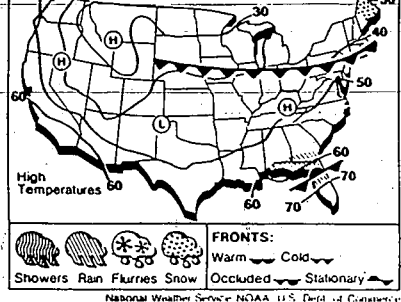 30
50
40
H
H
50
60
H
L
High
Temperatures
60
60
60
70
70
FRONTS:
Warm Cold
Showers Rain Flurries Snow
Occluded Stationary
National Weather Service NOAA U.S. Dept. of Commerce